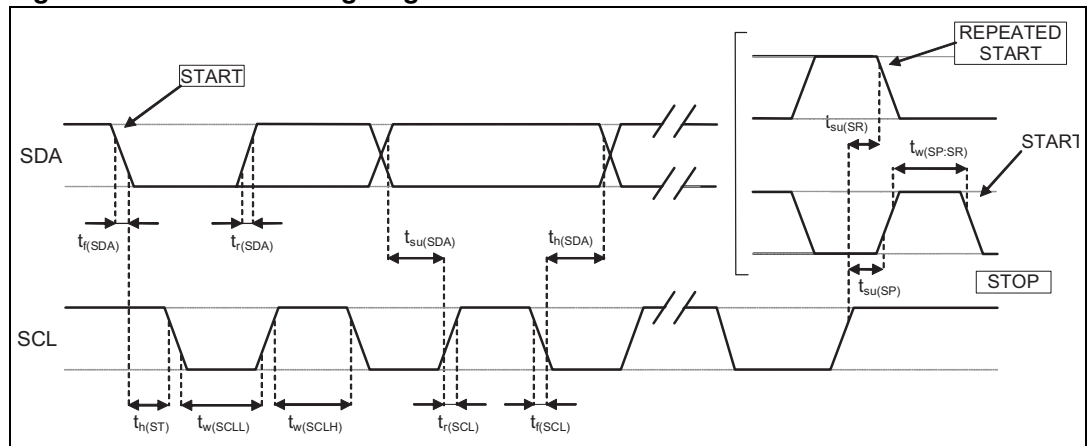 START
REPEATED
START
SDA
t_su(SR)
t_w(SP:SR)
START
t_f(SDA)
t_r(SDA)
t_su(SDA)
t_h(SDA)
t_su(SP)
STOP
SCL
t_h(ST)
t_w(SCLL)
t_w(SCLH)
t_r(SCL)
t_f(SCL)